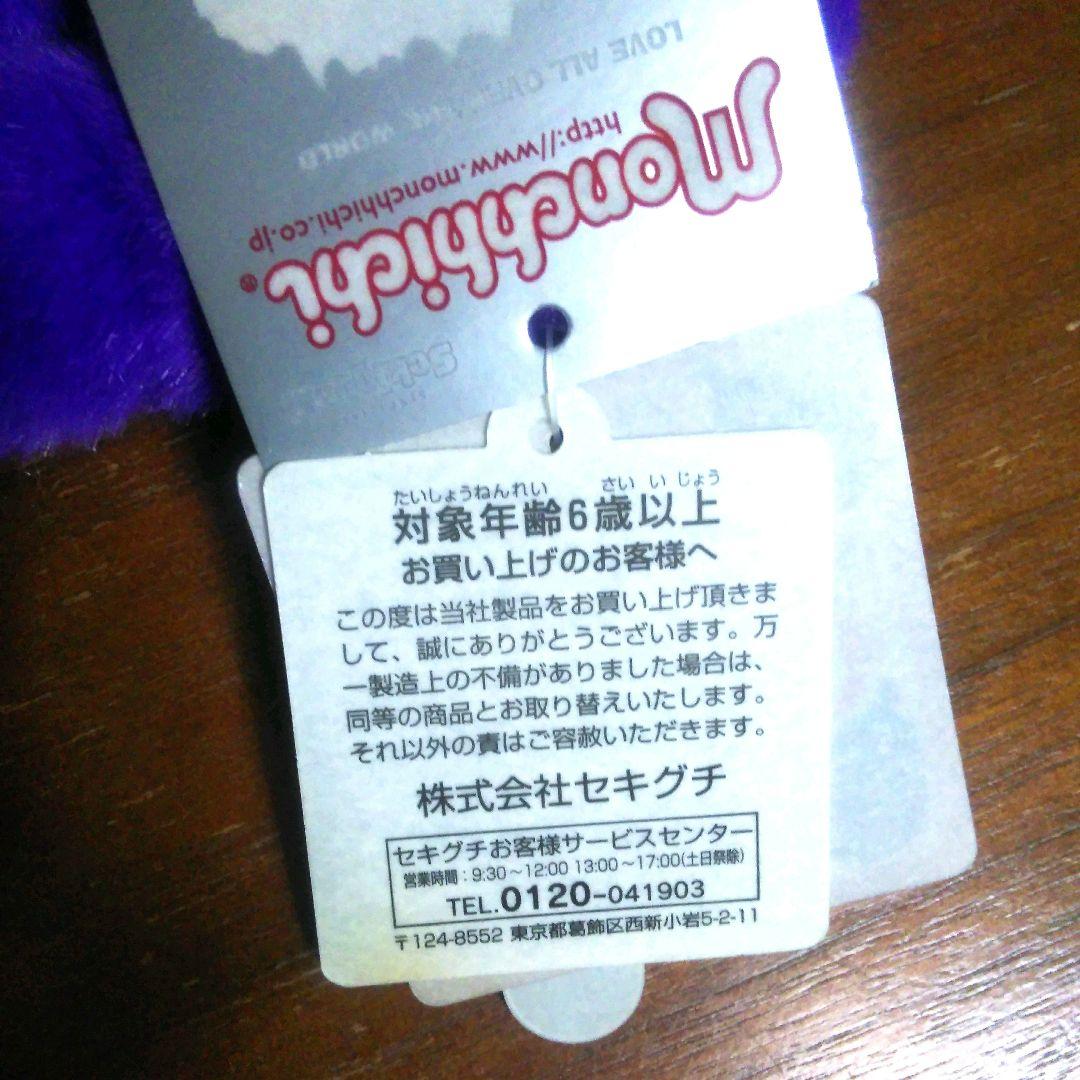 LOVE ALL OVER THE WORLD
http://www.monchhichi.co.jp
Monchhichi®
Sekiguchi
たいしょうねんれい さい いじょう
対象年齢6歳以上
お買い上げのお客様へ
この度は当社製品をお買い上げ頂きま
して、誠にありがとうございます。万
一製造上の不備がありました場合は、
同等の商品とお取り替えいたします。
それ以外の責はご容赦いただきます。
株式会社セキグチ
セキグチお客様サービスセンター
営業時間：9:30～12:00 13:00～17:00(土日祭除)
TEL.0120-041903
〒124-8552 東京都葛飾区西新小岩5-2-11